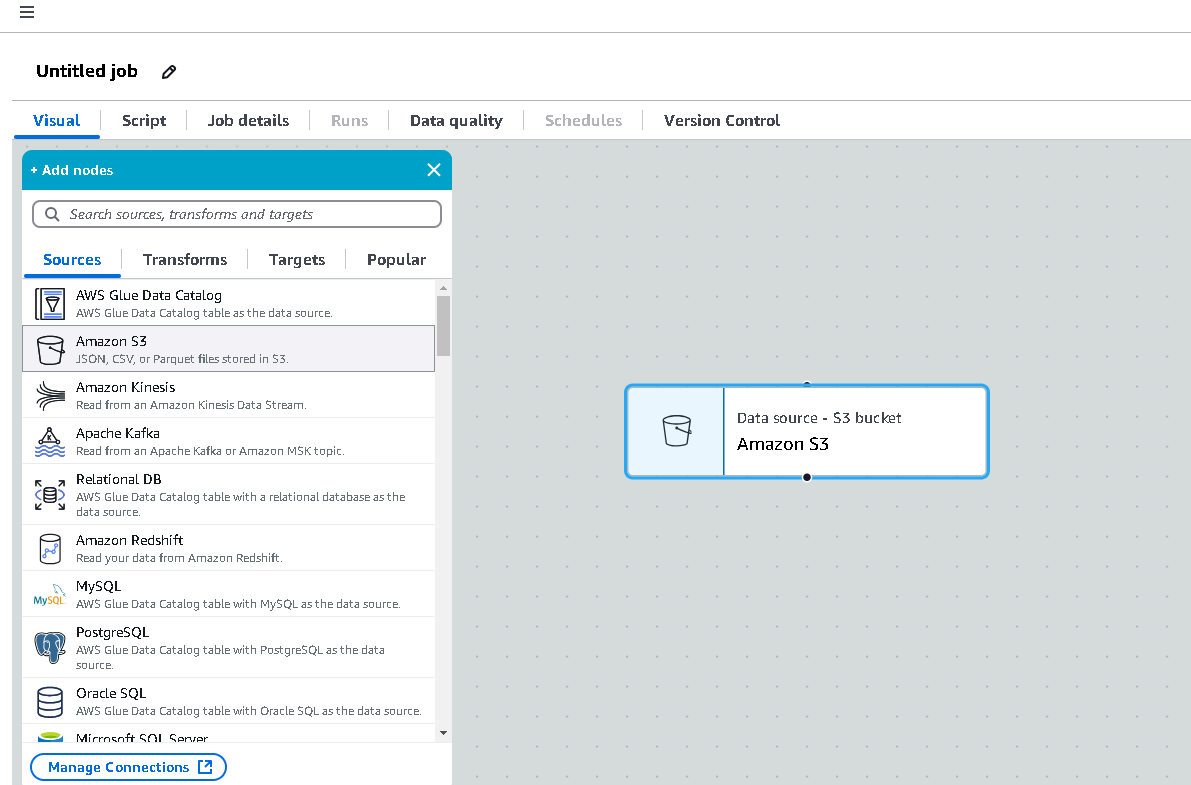 Untitled job
Visual
Script
Job details
Runs
Data quality
Schedules
Version Control
+ Add nodes
Search sources, transforms and targets
Sources
Transforms
Targets
Popular
AWS Glue Data Catalog
AWS Glue Data Catalog table as the data source.
Amazon S3
JSON, CSV, or Parquet files stored in S3.
Amazon Kinesis
Read from an Amazon Kinesis Data Stream.
Apache Kafka
Read from an Apache Kafka or Amazon MSK topic.
Relational DB
AWS Glue Data Catalog table with a relational database as the
data source.
Amazon Redshift
Read your data from Amazon Redshift.
MySQL
MySQL
AWS Glue Data Catalog table with MySQL as the data source.
PostgreSQL
AWS Glue Data Catalog table with PostgreSQL as the data
source.
Oracle SQL
AWS Glue Data Catalog table with Oracle SQL as the data source.
Microsoft SQL Server
Manage Connections
Data source - S3 bucket
Amazon S3